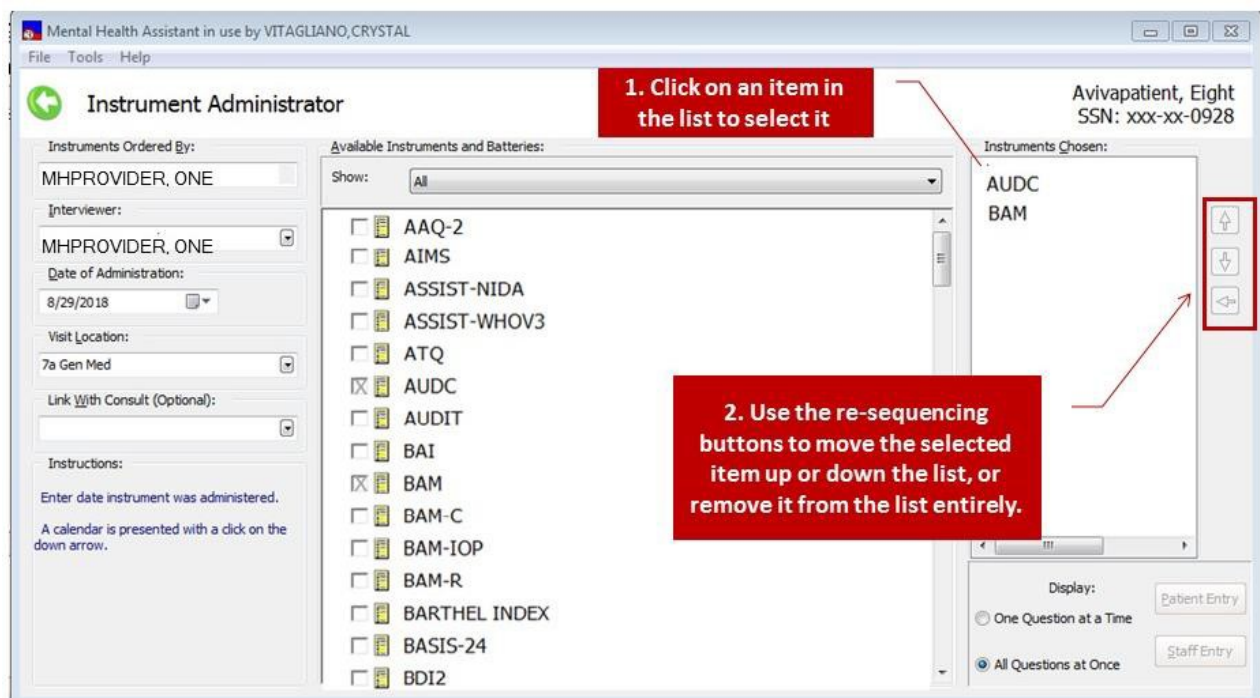 Mental Health Assistant in use by VITAGLIANO,CRYSTAL
File Tools Help
Instrument Administrator
1. Click on an item in
the list to select it
Avivapatient, Eight
SSN: xxx-xx-0928
Instruments Ordered By:
MHPROVIDER, ONE
Interviewer:
MHPROVIDER, ONE
Date of Administration:
8/29/2018
Visit Location:
7a Gen Med
Link With Consult (Optional):
Instructions:
Enter date instrument was administered.
A calendar is presented with a click on the
down arrow.
Available Instruments and Batteries:
Show: All
AAQ-2
AIMS
ASSIST-NIDA
ASSIST-WHOV3
ATQ
AUDC
AUDIT
BAI
BAM
BAM-C
BAM-IOP
BAM-R
BARTHEL INDEX
BASIS-24
BDI2
Instruments Chosen:
AUDC
BAM
2. Use the re-sequencing
buttons to move the selected
item up or down the list, or
remove it from the list entirely.
Display:
One Question at a Time
All Questions at Once
Patient Entry
Staff Entry